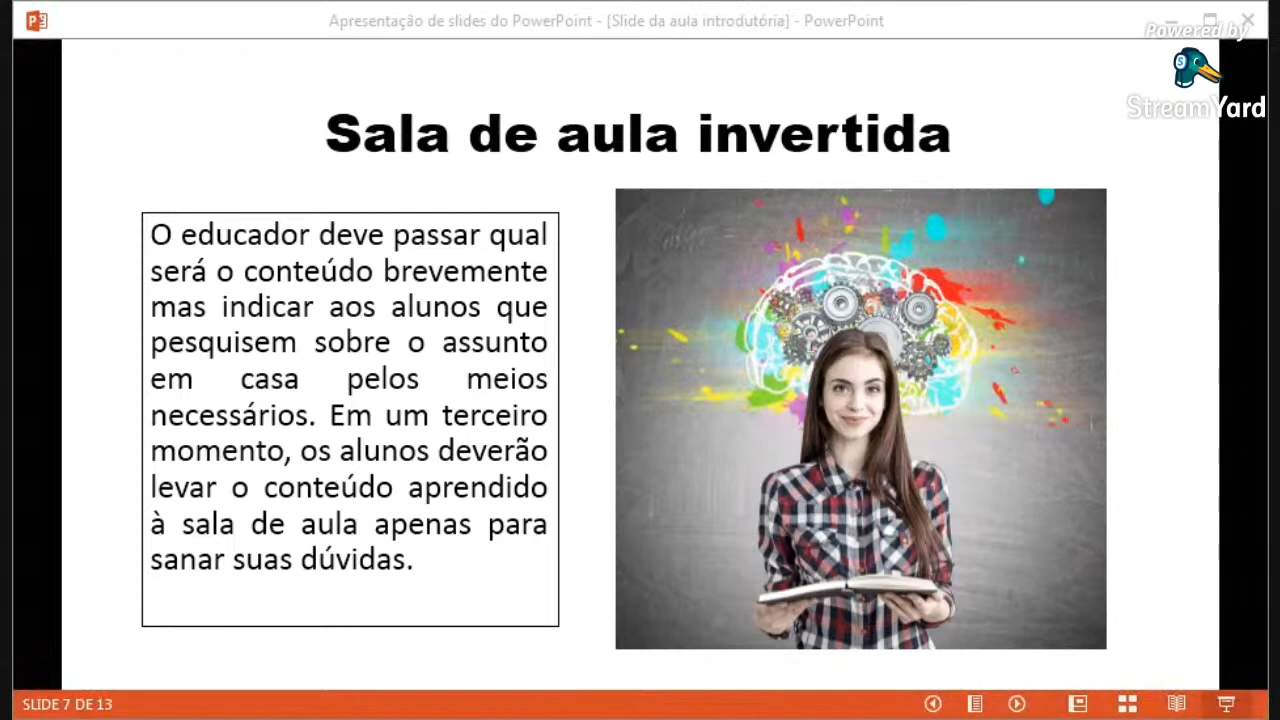 Apresentação de slides do PowerPoint - [Slide da aula introdutória] - PowerPoint
Powered by
StreamYard
Sala de aula invertida
O educador deve passar qual
será o conteúdo brevemente
mas indicar aos alunos que
pesquisem sobre o assunto
em casa pelos meios
necessários. Em um terceiro
momento, os alunos deverão
levar o conteúdo aprendido
à sala de aula apenas para
sanar suas dúvidas.
SLIDE 7 DE 13